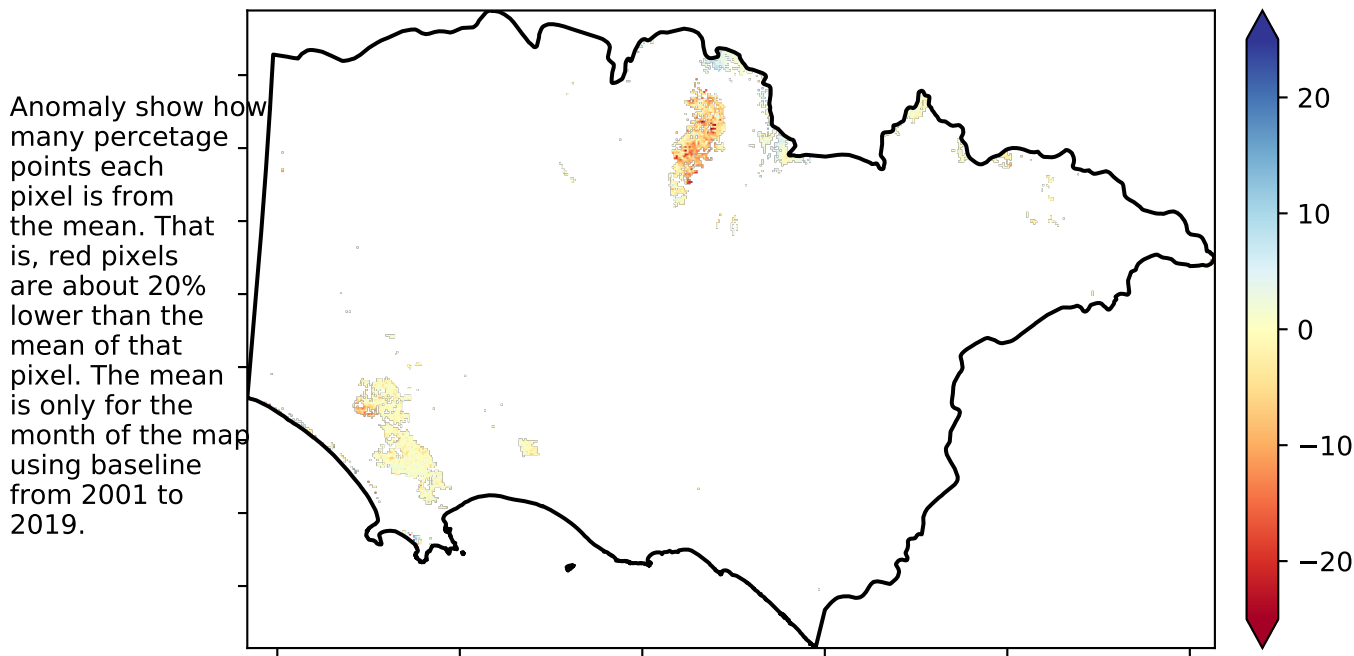 Anomaly show how
many percetage
points each
pixel is from
the mean. That
is, red pixels
are about 20%
lower than the
mean of that
pixel. The mean
is only for the
month of the map
using baseline
from 2001 to
2019.
20
10
0
−10
−20